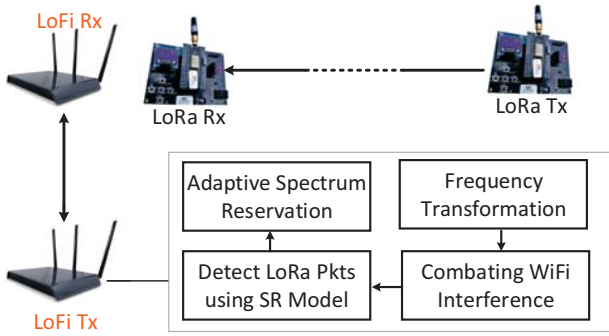 LoFi Rx
LoRa Rx
LoRa Tx
Adaptive Spectrum
Reservation
Frequency
Transformation
Detect LoRa Pkts
using SR Model
Combating WiFi
Interference
LoFi Tx